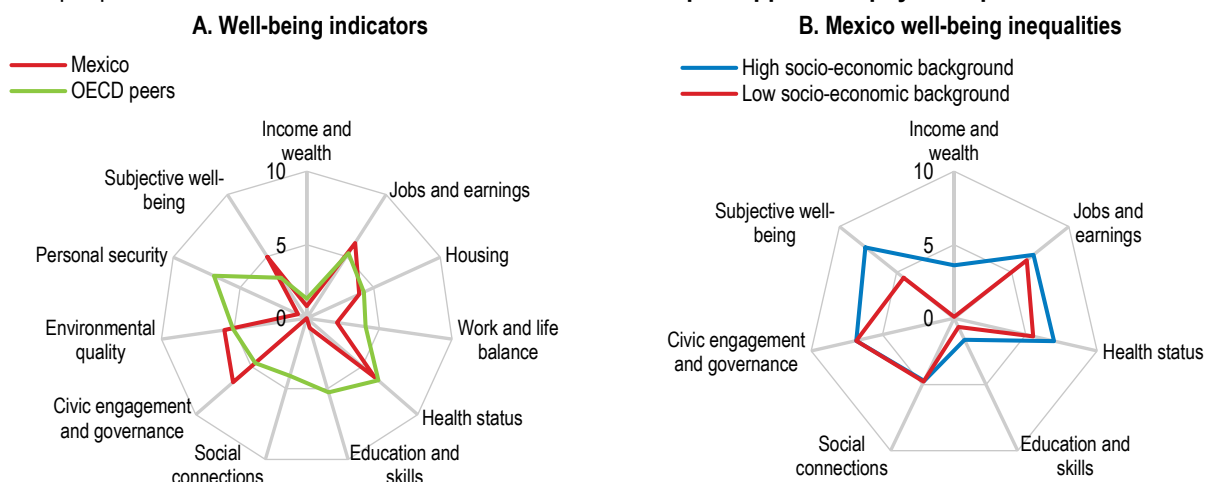 A. Well-being indicators
Mexico
OECD peers
Income and
wealth
10
Subjective well-
being
Jobs and earnings
Personal security
5
Housing
0
Environmental
quality
Work and life
balance
Civic engagement
and governance
Health status
Social
connections
Education and
skills
B. Mexico well-being inequalities
High socio-economic background
Low socio-economic background
Income and
wealth
10
Subjective well-
being
Jobs and
earnings
5
0
Civic engagement
and governance
Health status
Social
connections
Education and
skills